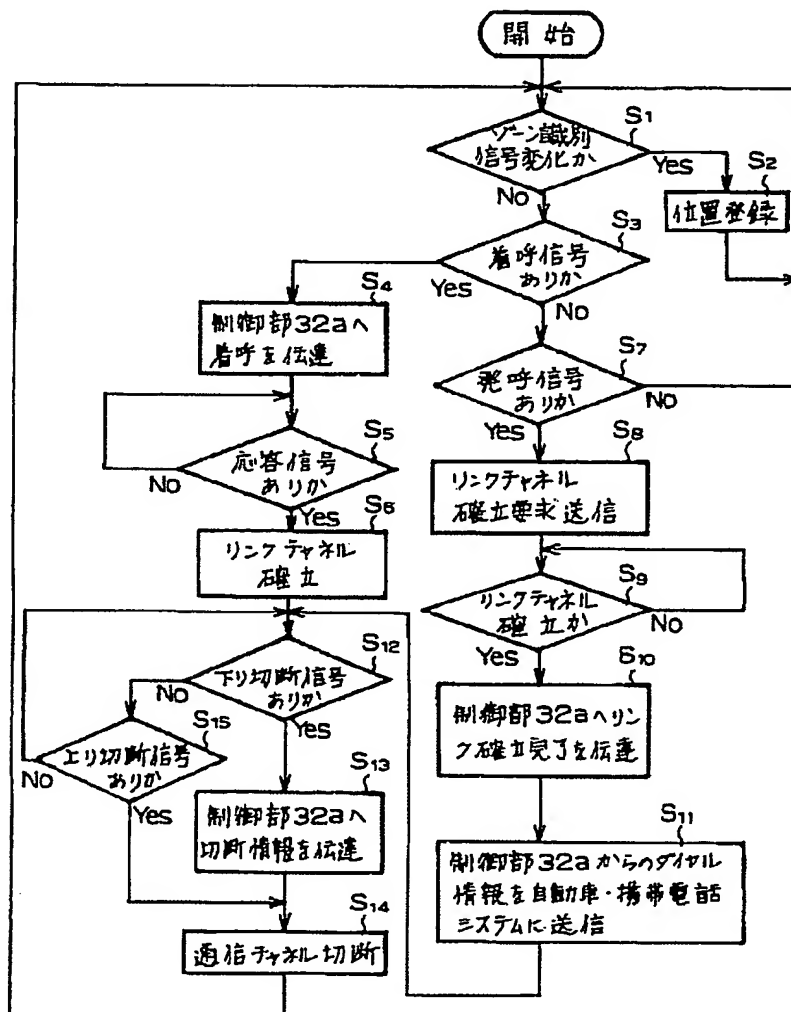 開始
S1
ゾーン識別
信号変化か
Yes
No
S2
位置登録
S3
着呼信号
ありか
Yes
No
S4
制御部32aへ
着呼を伝達
S7
発呼信号
ありか
No
Yes
S5
応答信号
ありか
No
Yes
S8
リンクチャネル
確立要求送信
S6
リンクチャネル
確立
S9
リンクチャネル
確立か
No
Yes
S12
下り切断信号
ありか
No
Yes
S10
制御部32aへリン
ク確立完了を伝達
S15
上り切断信号
ありか
No
Yes
S13
制御部32aへ
切断情報を伝達
S11
制御部32aからのダイヤル
情報を自動車・携帯電話
システムに送信
S14
通信チャネル切断